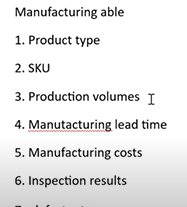 Manufacturing able
1. Product type
2. SKU
3. Production volumes
4. Manutacturing lead time
5. Manufacturing costs
6. Inspection results